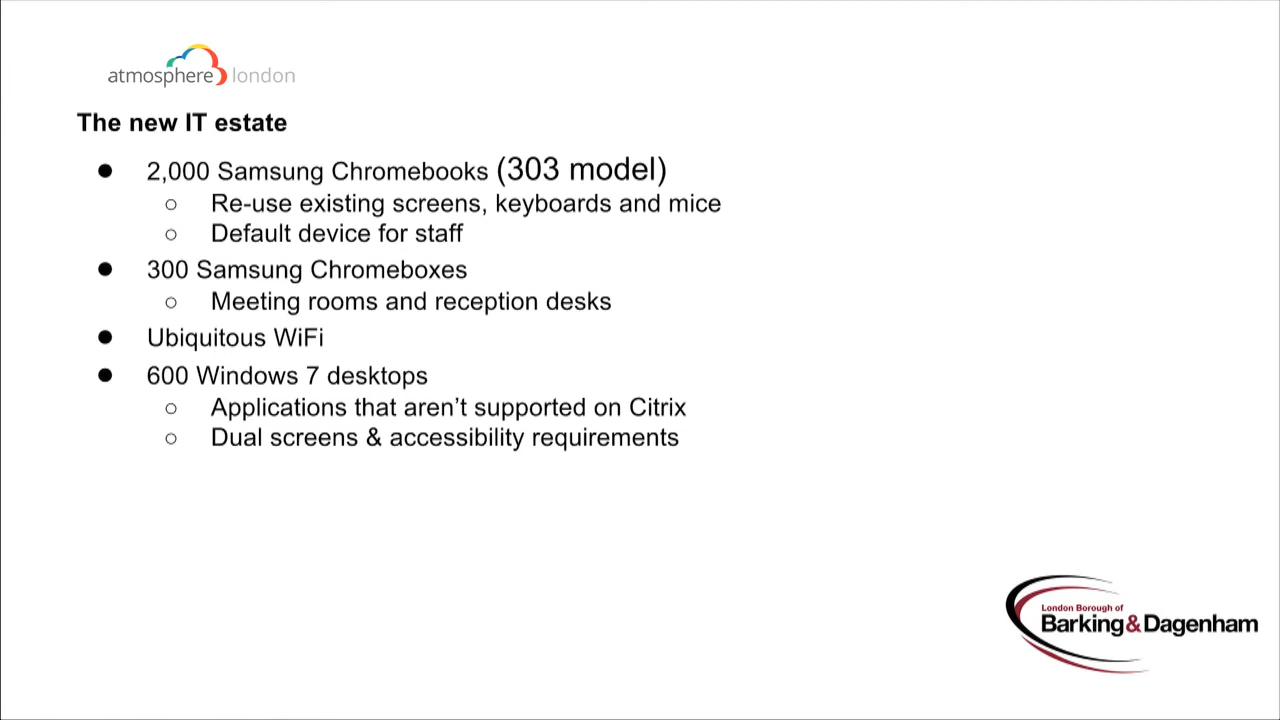 atmosphere london
The new IT estate
● 2,000 Samsung Chromebooks (303 model)
○ Re-use existing screens, keyboards and mice
○ Default device for staff
● 300 Samsung Chromeboxes
○ Meeting rooms and reception desks
● Ubiquitous WiFi
● 600 Windows 7 desktops
○ Applications that aren’t supported on Citrix
○ Dual screens & accessibility requirements
London Borough of
Barking&Dagenham